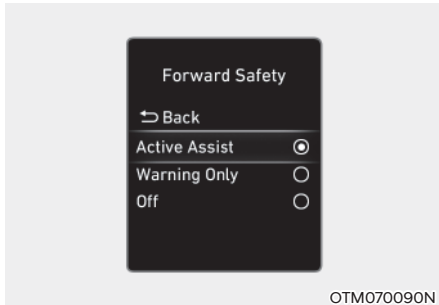 Forward Safety
Back
Active Assist
Warning Only
Off
OTM070090N